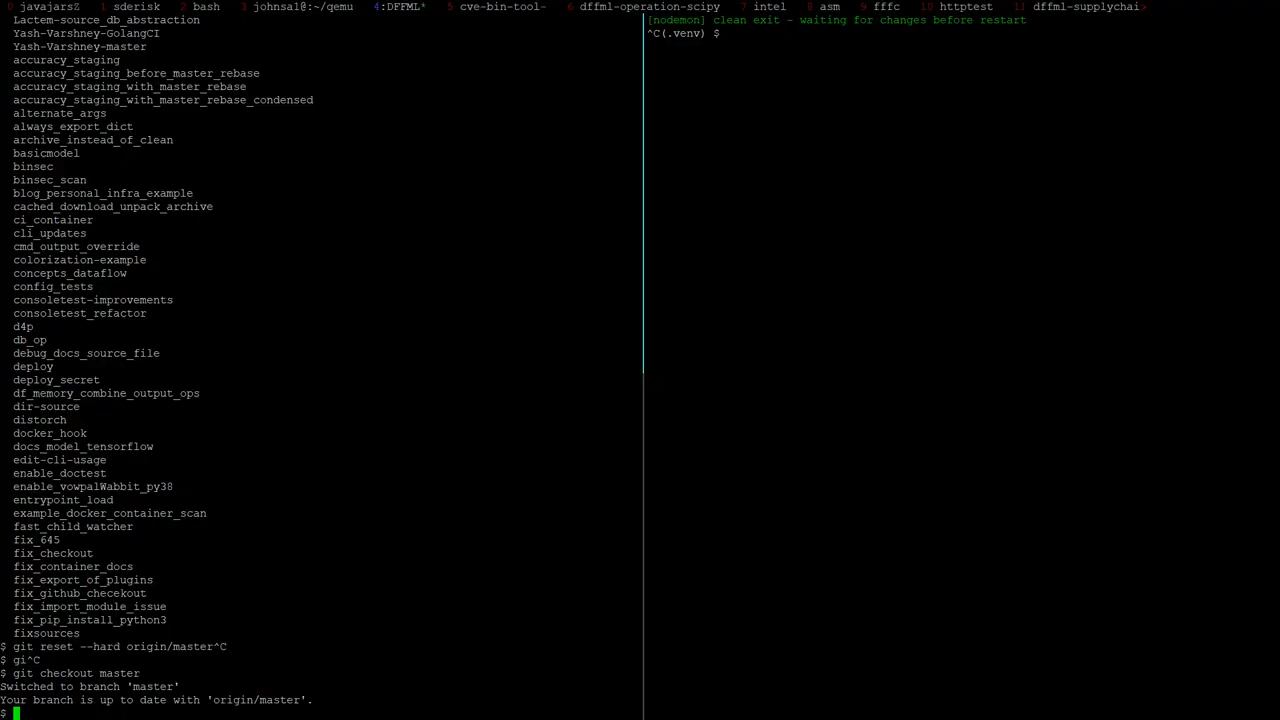 0 javajarsZ  1 sderisk  2 bash  3 johnsa1@:~/qemu  4:DFFML*  5 cve-bin-tool-  6 dffml-operation-scipy  7 intel  8 asm  9 fffc  10 httptest  11 dffml-supplychai>
Lactem-source_db_abstraction
Yash-Varshney-GolangCI
Yash-Varshney-master
accuracy_staging
accuracy_staging_before_master_rebase
accuracy_staging_with_master_rebase
accuracy_staging_with_master_rebase_condensed
alternate_args
always_export_dict
archive_instead_of_clean
basicmodel
binsec
binsec_scan
blog_personal_infra_example
cached_download_unpack_archive
ci_container
cli_updates
cmd_output_override
colorization-example
concepts_dataflow
config_tests
consoletest-improvements
consoletest_refactor
d4p
db_op
debug_docs_source_file
deploy
deploy_secret
df_memory_combine_output_ops
dir-source
distorch
docker_hook
docs_model_tensorflow
edit-cli-usage
enable_doctest
enable_vowpalWabbit_py38
entrypoint_load
example_docker_container_scan
fast_child_watcher
fix_645
fix_checkout
fix_container_docs
fix_export_of_plugins
fix_github_checekout
fix_import_module_issue
fix_pip_install_python3
fixsources
$ git reset --hard origin/master^C
$ gi^C
$ git checkout master
Switched to branch 'master'
Your branch is up to date with 'origin/master'.
$
[nodemon] clean exit - waiting for changes before restart
^C(.venv) $